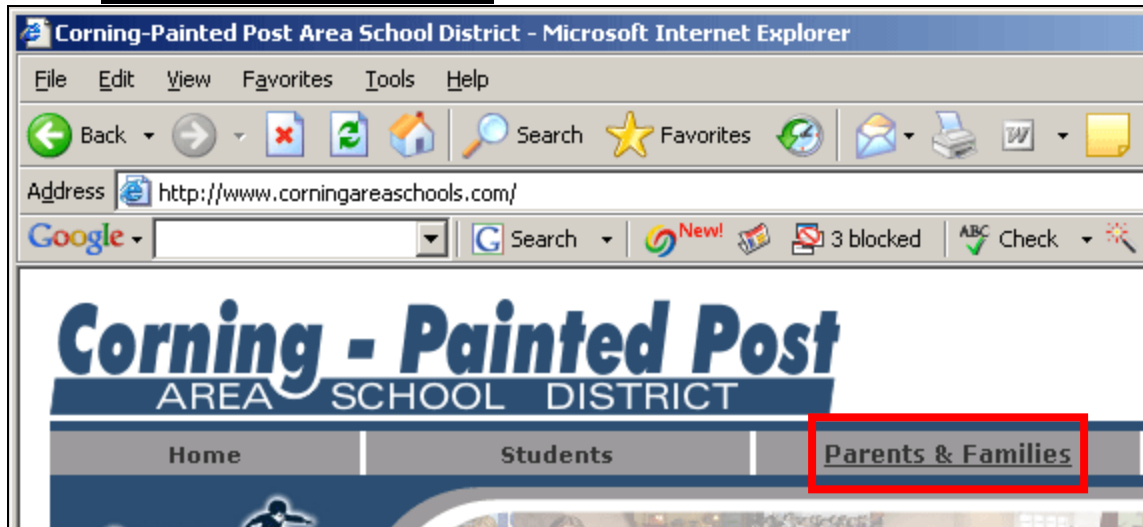 Corning-Painted Post Area School District - Microsoft Internet Explorer
File Edit View Favorites Tools Help
Back Search Favorites W
Address http://www.corningareaschools.com/
Google G Search New! 3 blocked ABC Check
Corning - Painted Post
AREA SCHOOL DISTRICT
Home Students Parents & Families